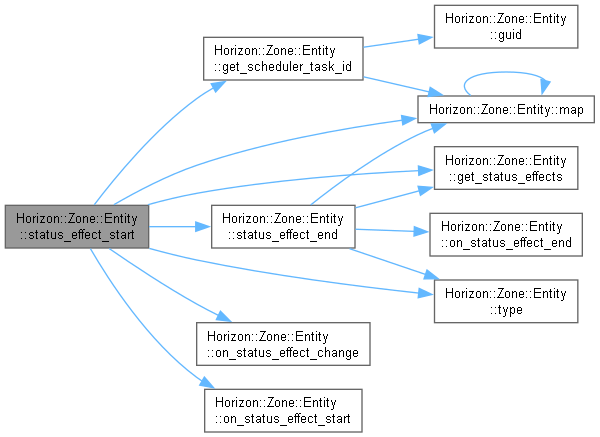 Horizon::Zone::Entity
::status_effect_start
Horizon::Zone::Entity
::get_scheduler_task_id
Horizon::Zone::Entity
::guid
Horizon::Zone::Entity::map
Horizon::Zone::Entity
::get_status_effects
Horizon::Zone::Entity
::status_effect_end
Horizon::Zone::Entity
::on_status_effect_end
Horizon::Zone::Entity
::type
Horizon::Zone::Entity
::on_status_effect_change
Horizon::Zone::Entity
::on_status_effect_start